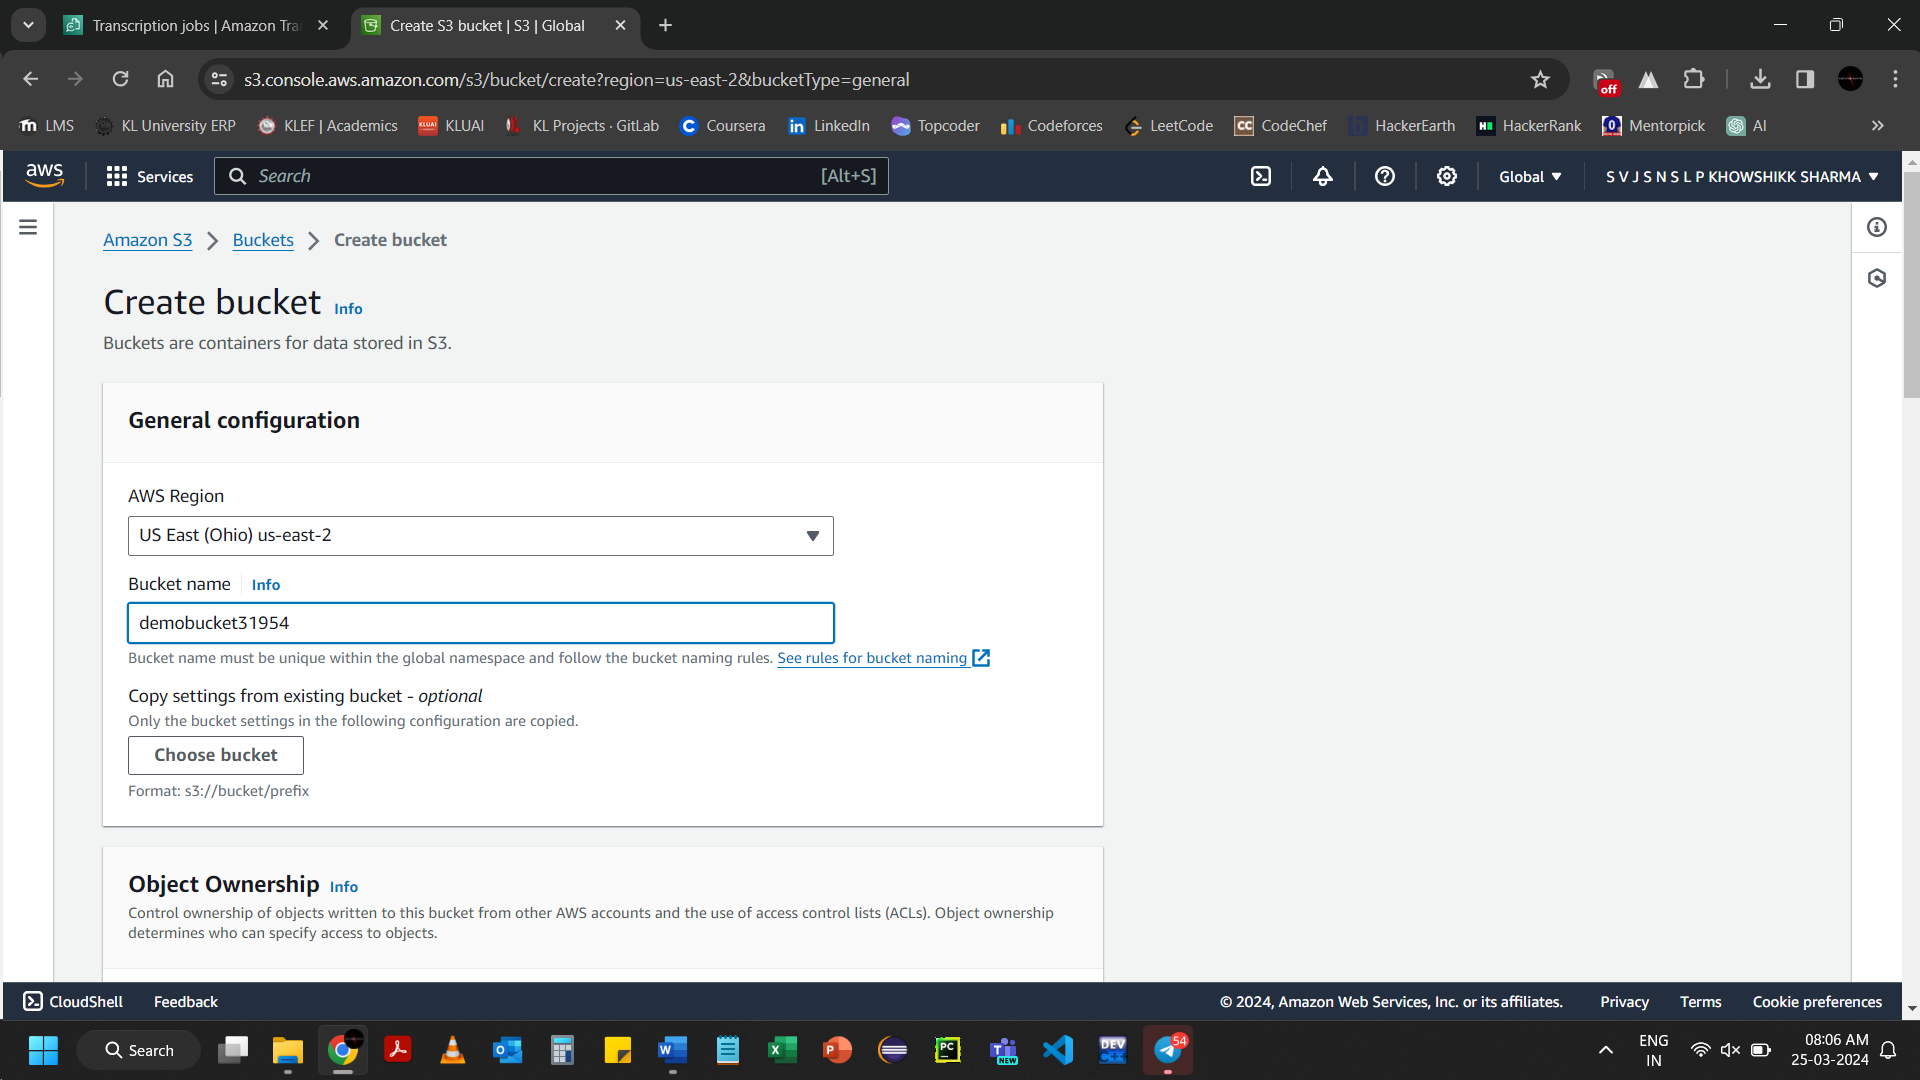 Transcription jobs | Amazon Tra
Create S3 bucket | S3 | Global
s3.console.aws.amazon.com/s3/bucket/create?region=us-east-2&bucketType=general
off
LMS
KL University ERP
KLEF | Academics
KLUAI
KL Projects · GitLab
Coursera
LinkedIn
Topcoder
Codeforces
LeetCode
CodeChef
HackerEarth
HackerRank
Mentorpick
AI
aws
Services
Search
[Alt+S]
Global
S V J S N S L P KHOWSHIKK SHARMA
Amazon S3
Buckets
Create bucket
Create bucket Info
Buckets are containers for data stored in S3.
General configuration
AWS Region
US East (Ohio) us-east-2
Bucket name Info
demobucket31954
Bucket name must be unique within the global namespace and follow the bucket naming rules. See rules for bucket naming
Copy settings from existing bucket - optional
Only the bucket settings in the following configuration are copied.
Choose bucket
Format: s3://bucket/prefix
Object Ownership Info
Control ownership of objects written to this bucket from other AWS accounts and the use of access control lists (ACLs). Object ownership
determines who can specify access to objects.
CloudShell
Feedback
© 2024, Amazon Web Services, Inc. or its affiliates.
Privacy
Terms
Cookie preferences
Search
54
ENG
IN
08:06 AM
25-03-2024